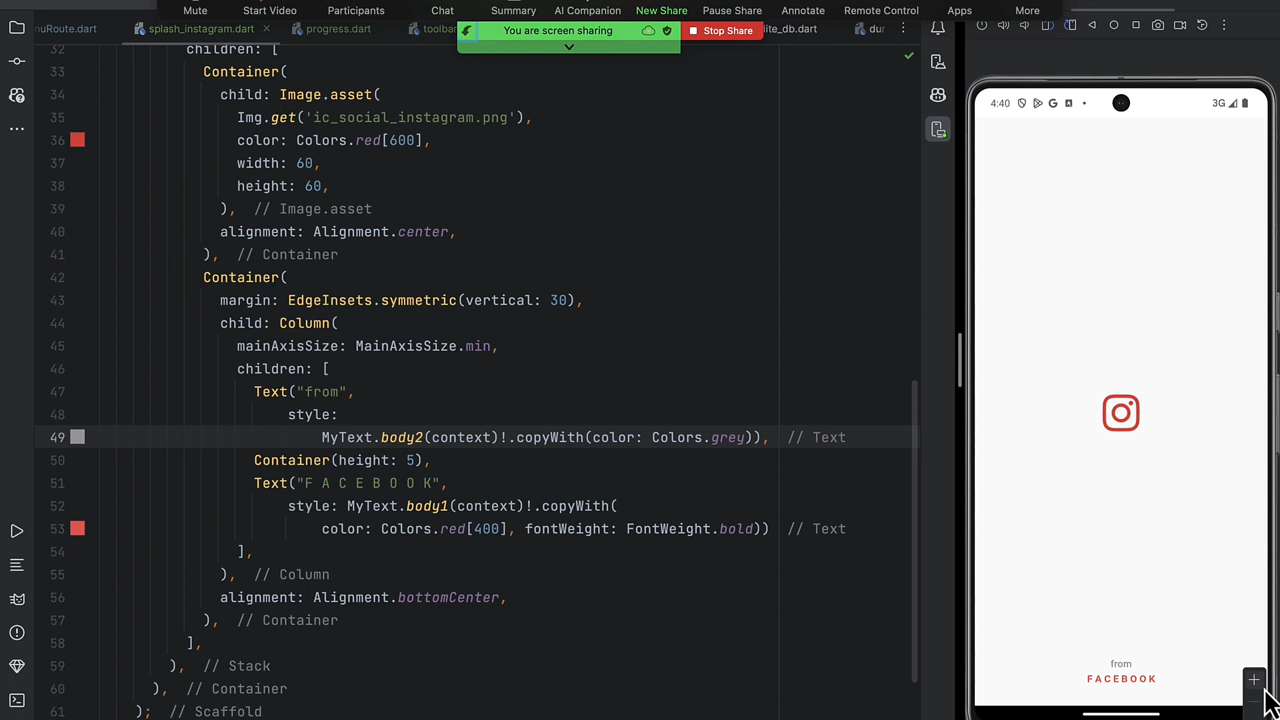 Mute Start Video Participants Chat Summary AI Companion New Share Pause Share Annotate Remote Control Apps More
nuRoute.dart splash_instagram.dart progress.dart toolba You are screen sharing Stop Share ite_db.dart dur
32 children: [
33 Container(
34 child: Image.asset(
35 Img.get('ic_social_instagram.png'),
36 color: Colors.red[600],
37 width: 60,
38 height: 60,
39 ), // Image.asset
40 alignment: Alignment.center,
41 ), // Container
42 Container(
43 margin: EdgeInsets.symmetric(vertical: 30),
44 child: Column(
45 mainAxisSize: MainAxisSize.min,
46 children: [
47 Text("from",
48 style:
49 MyText.body2(context)!.copyWith(color: Colors.grey)), // Text
50 Container(height: 5),
51 Text("F A C E B O O K",
52 style: MyText.body1(context)!.copyWith(
53 color: Colors.red[400], fontWeight: FontWeight.bold)) // Text
54 ],
55 ), // Column
56 alignment: Alignment.bottomCenter,
57 ), // Container
58 ],
59 ), // Stack
60 ), // Container
61 ); // Scaffold
4:40 3G
from
FACEBOOK